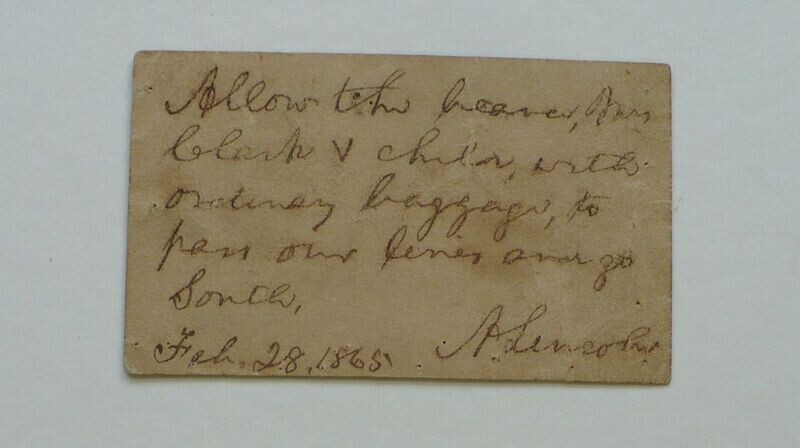 Allow the bearer, Mrs
Clark & child, with
ordinary baggage, to
pass our lines and go
South,
A. Lincoln
Feb. 28, 1865